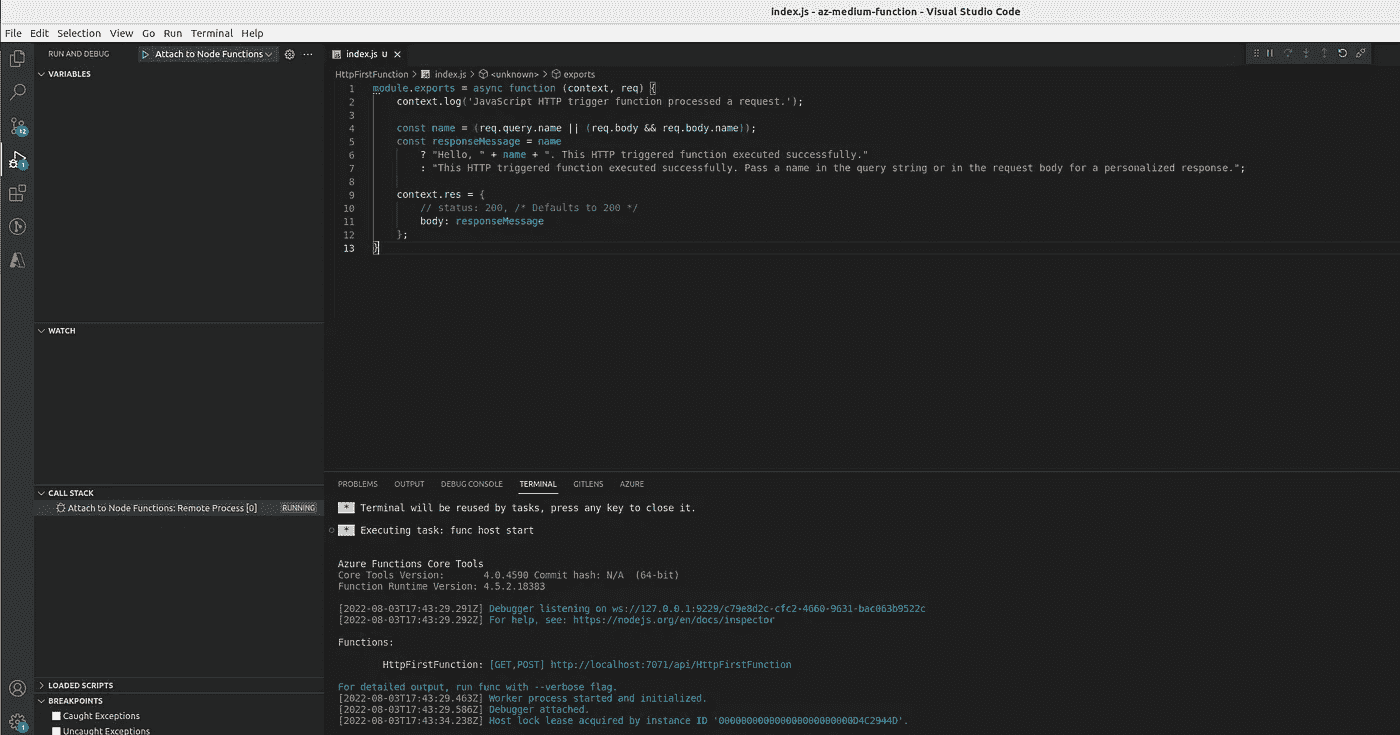 index.js - az-medium-function - Visual Studio Code
File Edit Selection View Go Run Terminal Help
RUN AND DEBUG Attach to Node Functions
VARIABLES
WATCH
CALL STACK
Attach to Node Functions: Remote Process [0] RUNNING
LOADED SCRIPTS
BREAKPOINTS
Caught Exceptions
Uncaught Exceptions
12
1
1
index.js U
HttpFirstFunction > index.js > <unknown> > exports
1 module.exports = async function (context, req) {
2 context.log('JavaScript HTTP trigger function processed a request.');
3
4 const name = (req.query.name || (req.body && req.body.name));
5 const responseMessage = name
6 ? "Hello, " + name + ". This HTTP triggered function executed successfully."
7 : "This HTTP triggered function executed successfully. Pass a name in the query string or in the request body for a personalized response.";
8
9 context.res = {
10 // status: 200, /* Defaults to 200 */
11 body: responseMessage
12 };
13 }
PROBLEMS OUTPUT DEBUG CONSOLE TERMINAL GITLENS AZURE
* Terminal will be reused by tasks, press any key to close it.
* Executing task: func host start
Azure Functions Core Tools
Core Tools Version: 4.0.4590 Commit hash: N/A (64-bit)
Function Runtime Version: 4.5.2.18383
[2022-08-03T17:43:29.291Z] Debugger listening on ws://127.0.0.1:9229/c79e8d2c-cfc2-4660-9631-bac063b9522c
[2022-08-03T17:43:29.292Z] For help, see: https://nodejs.org/en/docs/inspector
Functions:
HttpFirstFunction: [GET,POST] http://localhost:7071/api/HttpFirstFunction
For detailed output, run func with --verbose flag.
[2022-08-03T17:43:29.463Z] Worker process started and initialized.
[2022-08-03T17:43:29.586Z] Debugger attached.
[2022-08-03T17:43:34.238Z] Host lock lease acquired by instance ID